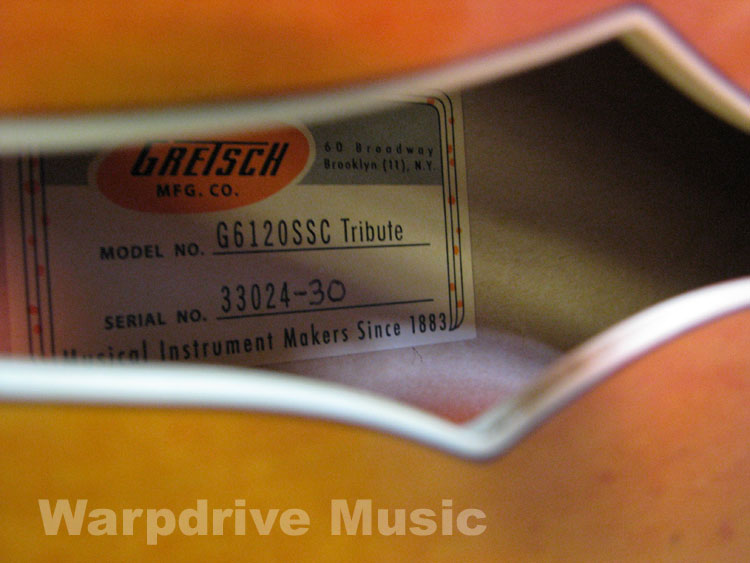 GRETSCH
MFG. CO.
60 Broadway
Brooklyn (11), N.Y.
MODEL NO. G6120SSC Tribute
SERIAL NO. 33024-30
Musical Instrument Makers Since 1883
Warpdrive Music